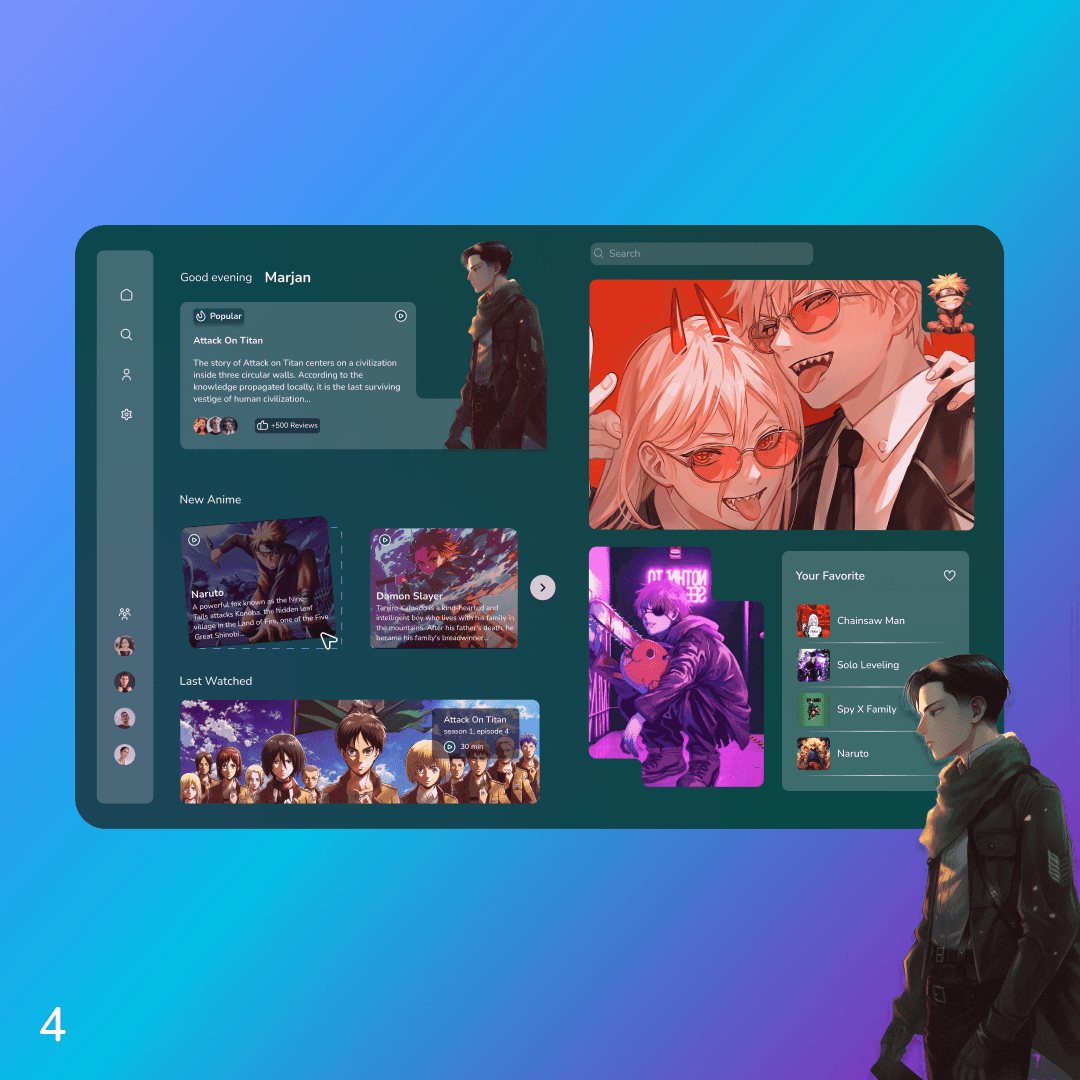 Good evening Marjan
Popular
Attack On Titan
The story of Attack on Titan centers on a civilization
inside three circular walls. According to the
knowledge propagated locally, it is the last surviving
vestige of human civilization...
+500 Reviews
New Anime
Naruto
A powerful fox known as the Nine-
Tails attacks Konoha, the hidden leaf
village in the Land of Fire, one of the Five
Great Shinobi...
Damon Slayer
Tanjiro Kamado is a kind-hearted and
intelligent boy who lives with his family in
the mountains. After his father's death, he
became his family's breadwinner...
Last Watched
Attack On Titan
season 1, episode 4
30 min
Search
Your Favorite
Chainsaw Man
Solo Leveling
Spy X Family
Naruto
4